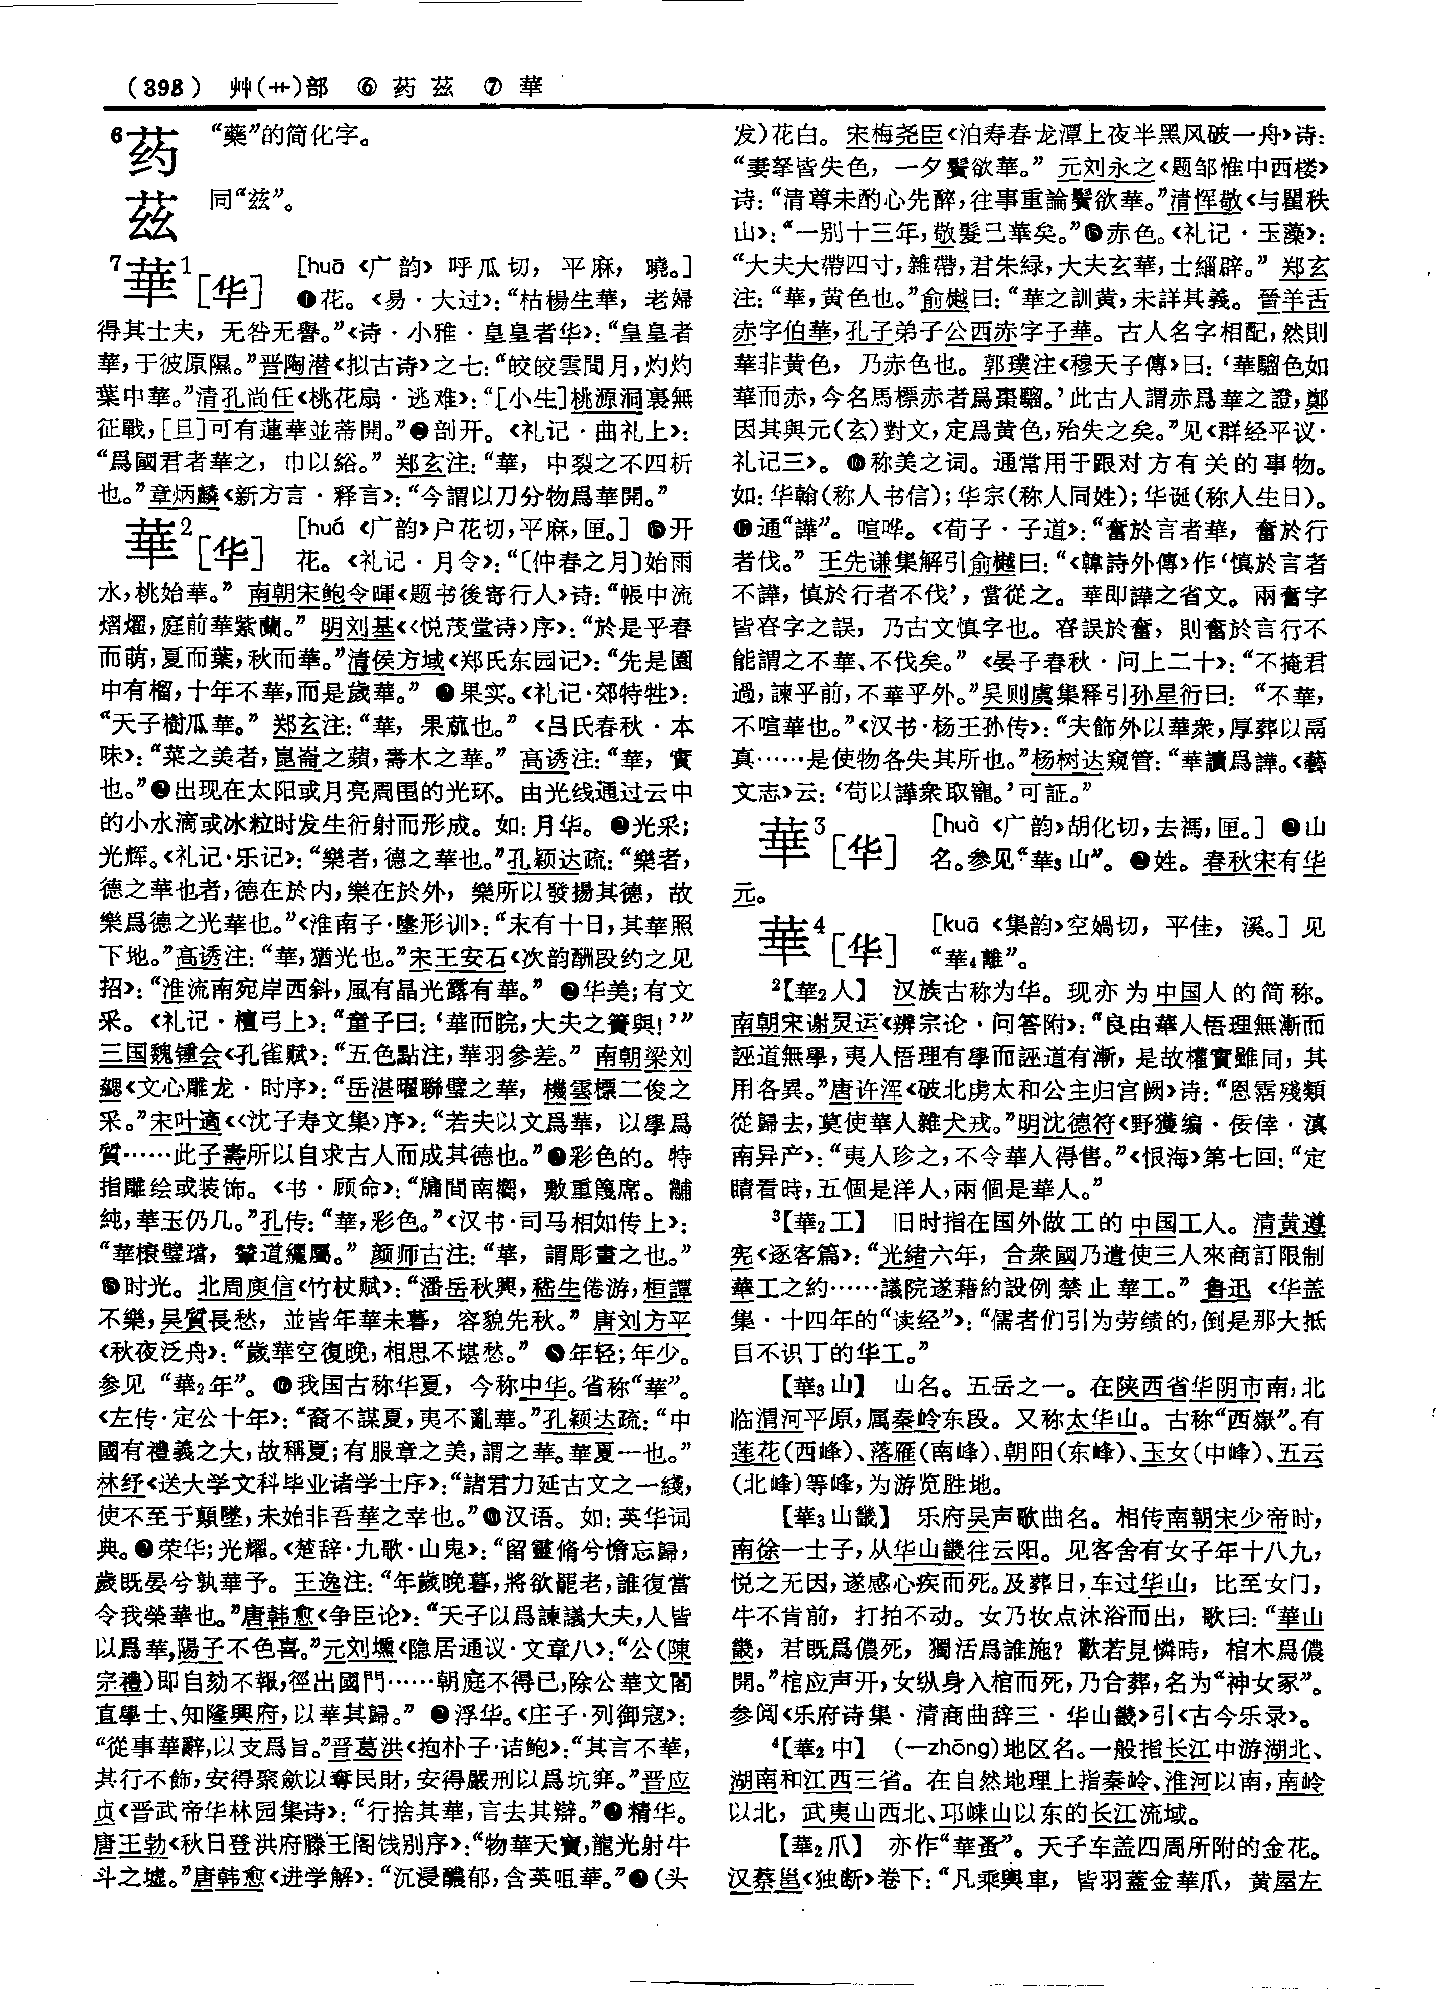 (398) 艸(艹)部 ⑥药茲 ⑦華
6药 “藥”的简化字。
茲 同“兹”。
7華1[华] [huā《广韵》呼瓜切，平麻，曉。]
❶花。《易·大过》：“枯楊生華，老婦
得其士夫，无咎无譽。”《诗·小雅·皇皇者华》：“皇皇者
華，于彼原隰。”晋陶潜《拟古诗》之七：“皎皎雲間月，灼灼
葉中華。”清孔尚任《桃花扇·逃难》：“[小生]桃源洞裏無
征戰，[旦]可有蓮華並蒂開。”❷剖开。《礼记·曲礼上》：
“爲國君者華之，巾以綌。”郑玄注：“華，中裂之不四析
也。”章炳麟《新方言·释言》：“今謂以刀分物爲華開。”
華2[华] [huá《广韵》户花切，平麻，匣。]❶开
花。《礼记·月令》：“〔仲春之月〕始雨
水，桃始華。”南朝宋鲍令暉《题书後寄行人》诗：“帳中流
熠燿，庭前華紫蘭。”明刘基《〈悦茂堂诗〉序》：“於是乎春
而萌，夏而葉，秋而華。”清侯方域《郑氏东园记》：“先是園
中有榴，十年不華，而是歲華。”❷果实。《礼记·郊特牲》：
“天子樹瓜華。”郑玄注：“華，果蓏也。”《吕氏春秋·本
味》：“菜之美者，崑崙之蘋，壽木之華。”高诱注：“華，實
也。”❸出现在太阳或月亮周围的光环。由光线通过云中
的小水滴或冰粒时发生衍射而形成。如：月华。❹光采；
光辉。《礼记·乐记》：“樂者，德之華也。”孔颖达疏：“樂者，
德之華也者，德在於内，樂在於外，樂所以發揚其德，故
樂爲德之光華也。”《淮南子·墬形训》：“末有十日，其華照
下地。”高诱注：“華，猶光也。”宋王安石《次韵酬段约之见
招》：“淮流南宛岸西斜，風有晶光露有華。”❺华美；有文
采。《礼记·檀弓上》：“童子曰：‘華而睆，大夫之簀與！’”
三国魏锺会《孔雀赋》：“五色點注，華羽參差。”南朝梁刘
勰《文心雕龙·时序》：“岳湛曜聯璧之華，機雲摽二俊之
采。”宋叶適《〈沈子寿文集〉序》：“若夫以文爲華，以學爲
質……此子壽所以自求古人而成其德也。”❻彩色的。特
指雕绘或装饰。《书·顾命》：“牖間南嚮，敷重篾席。黼
純，華玉仍几。”孔传：“華，彩色。”《汉书·司马相如传上》：
“華榱璧璫，輦道纚屬。”颜师古注：“華，謂彫畫之也。”
❼时光。北周庾信《竹杖赋》：“潘岳秋興，嵇生倦游，桓譚
不樂，吴質長愁，並皆年華未暮，容貌先秋。”唐刘方平
《秋夜泛舟》：“歲華空復晚，相思不堪愁。”❽年轻；年少。
参见“華2年”。❾我国古称华夏，今称中华。省称“華”。
《左传·定公十年》：“裔不謀夏，夷不亂華。”孔颖达疏：“中
國有禮義之大，故稱夏；有服章之美，謂之華。華夏一也。”
林纾《送大学文科毕业诸学士序》：“諸君力延古文之一綫，
使不至于顛墜，未始非吾華之幸也。”❿汉语。如：英华词
典。⓫荣华；光耀。《楚辞·九歌·山鬼》：“留靈脩兮憺忘歸，
歲既晏兮孰華予。王逸注：“年歲晚暮，將欲罷老，誰復當
令我榮華也。”唐韩愈《争臣论》：“天子以爲諫議大夫，人皆
以爲華，陽子不色喜。”元刘壎《隐居通议·文章八》：“公(陳
宗禮)即自劾不報，徑出國門……朝庭不得已，除公華文閣
直學士、知隆興府，以華其歸。”⓬浮华。《庄子·列御寇》：
“從事華辭，以支爲旨。”晋葛洪《抱朴子·诘鲍》：“其言不華，
其行不飾，安得聚歛以奪民財，安得嚴刑以爲坑穽。”晋应
贞《晋武帝华林园集诗》：“行捨其華，言去其辯。”⓭精华。
唐王勃《秋日登洪府滕王阁饯别序》：“物華天寶，龍光射牛
斗之墟。”唐韩愈《进学解》：“沉浸醲郁，含英咀華。”⓮(头
发)花白。宋梅尧臣《泊寿春龙潭上夜半黑风破一舟》诗：
“妻孥皆失色，一夕鬢欲華。”元刘永之《题邹惟中西楼》
诗：“清尊未酌心先醉，往事重論鬢欲華。”清恽敬《与瞿秩
山》：“一别十三年，敬髮已華矣。”⓯赤色。《礼记·玉藻》：
“大夫大帶四寸，雜帶，君朱緑，大夫玄華，士緇辟。”郑玄
注：“華，黄色也。”俞樾曰：“華之訓黄，未詳其義。晉羊舌
赤字伯華，孔子弟子公西赤字子華。古人名字相配，然則
華非黄色，乃赤色也。郭璞注《穆天子傳》曰：‘華騮色如
華而赤，今名馬標赤者爲棗騮。’此古人謂赤爲華之證，鄭
因其與元(玄)對文，定爲黄色，殆失之矣。”见《群经平议·
礼记三》。⓰称美之词。通常用于跟对方有关的事物。
如：华翰(称人书信)；华宗(称人同姓)；华诞(称人生日)。
⓱通“譁”。喧哗。《荀子·子道》：“奮於言者華，奮於行
者伐。”王先谦集解引俞樾曰：“《韓詩外傳》作‘慎於言者
不譁，慎於行者不伐’，當從之。華即譁之省文。兩奮字
皆昚字之誤，乃古文慎字也。昚誤於奮，則奮於言行不
能謂之不華、不伐矣。”《晏子春秋·问上二十》：“不掩君
過，諫乎前，不華乎外。”吴则虞集释引孙星衍曰：“不華，
不喧華也。”《汉书·杨王孙传》：“夫飾外以華衆，厚葬以鬲
真……是使物各失其所也。”杨树达窥管：“華讀爲譁。《藝
文志》云：‘苟以譁衆取寵。’可証。”
華3[华] [huà《广韵》胡化切，去禡，匣。]❶山
名。参见“華3山”。❷姓。春秋宋有华
元。
華4[华] [kuā《集韵》空媧切，平佳，溪。]见
“華4離”。
2【華2人】 汉族古称为华。现亦为中国人的简称。
南朝宋谢灵运《辨宗论·问答附》：“良由華人悟理無漸而
誣道無學，夷人悟理有學而誣道有漸，是故權實雖同，其
用各異。”唐许浑《破北虏太和公主归宫阙》诗：“恩霑殘類
從歸去，莫使華人雜犬戎。”明沈德符《野獲编·佞倖·滇
南异产》：“夷人珍之，不令華人得售。”《恨海》第七回：“定
睛看時，五個是洋人，兩個是華人。”
3【華2工】 旧时指在国外做工的中国工人。清黄遵
宪《逐客篇》：“光緒六年，合衆國乃遣使三人來商訂限制
華工之約……議院遂藉約設例禁止華工。”鲁迅《华盖
集·十四年的“读经”》：“儒者们引为劳绩的，倒是那大抵
目不识丁的华工。”
【華3山】 山名。五岳之一。在陕西省华阴市南，北
临渭河平原，属秦岭东段。又称太华山。古称“西嶽”。有
莲花(西峰)、落雁(南峰)、朝阳(东峰)、玉女(中峰)、五云
(北峰)等峰，为游览胜地。
【華3山畿】 乐府吴声歌曲名。相传南朝宋少帝时，
南徐一士子，从华山畿往云阳。见客舍有女子年十八九，
悦之无因，遂感心疾而死。及葬日，车过华山，比至女门，
牛不肯前，打拍不动。女乃妆点沐浴而出，歌曰：“華山
畿，君既爲儂死，獨活爲誰施？歡若見憐時，棺木爲儂
開。”棺应声开，女纵身入棺而死，乃合葬，名为“神女冢”。
参阅《乐府诗集·清商曲辞三·华山畿》引《古今乐录》。
4【華2中】 (—zhōng)地区名。一般指长江中游湖北、
湖南和江西三省。在自然地理上指秦岭、淮河以南，南岭
以北，武夷山西北、邛崃山以东的长江流域。
【華2爪】 亦作“華蚤”。天子车盖四周所附的金花。
汉蔡邕《独断》卷下：“凡乘輿車，皆羽蓋金華爪，黄屋左